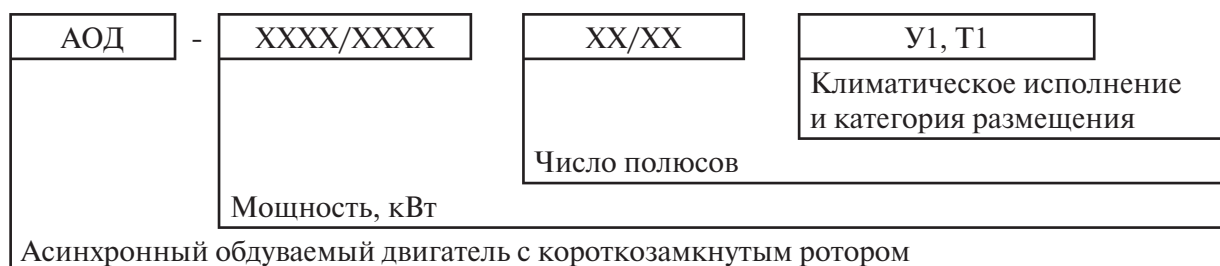 АОД - XXXX/XXXX XX/XX У1, Т1
Климатическое исполнение
и категория размещения
Число полюсов
Мощность, кВт
Асинхронный обдуваемый двигатель с короткозамкнутым ротором